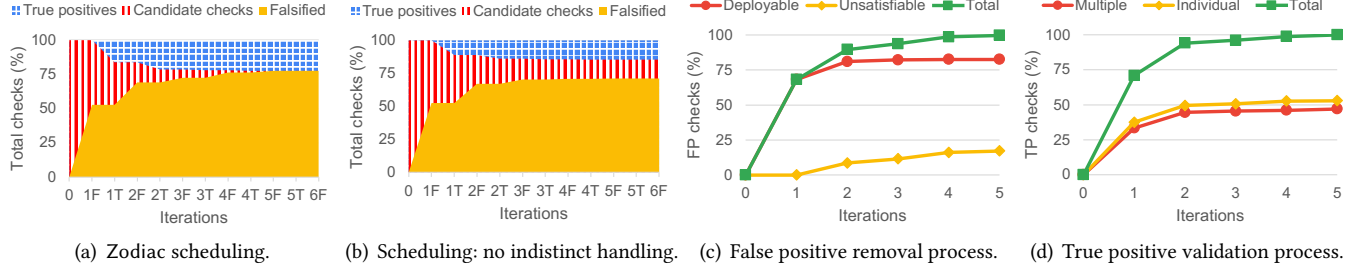 True positives Candidate checks Falsified
Total checks (%)
100
75
50
25
0
0 1F 1T 2F 2T 3F 3T 4F 4T 5F 5T 6F
Iterations
(a) Zodiac scheduling.
True positives Candidate checks Falsified
Total checks (%)
100
75
50
25
0
0 1F 1T 2F 2T 3F 3T 4F 4T 5F 5T 6F
Iterations
(b) Scheduling: no indistinct handling.
Deployable Unsatisfiable Total
FP checks (%)
100
75
50
25
0
0 1 2 3 4 5
Iterations
(c) False positive removal process.
Multiple Individual Total
TP checks (%)
100
75
50
25
0
0 1 2 3 4 5
Iterations
(d) True positive validation process.